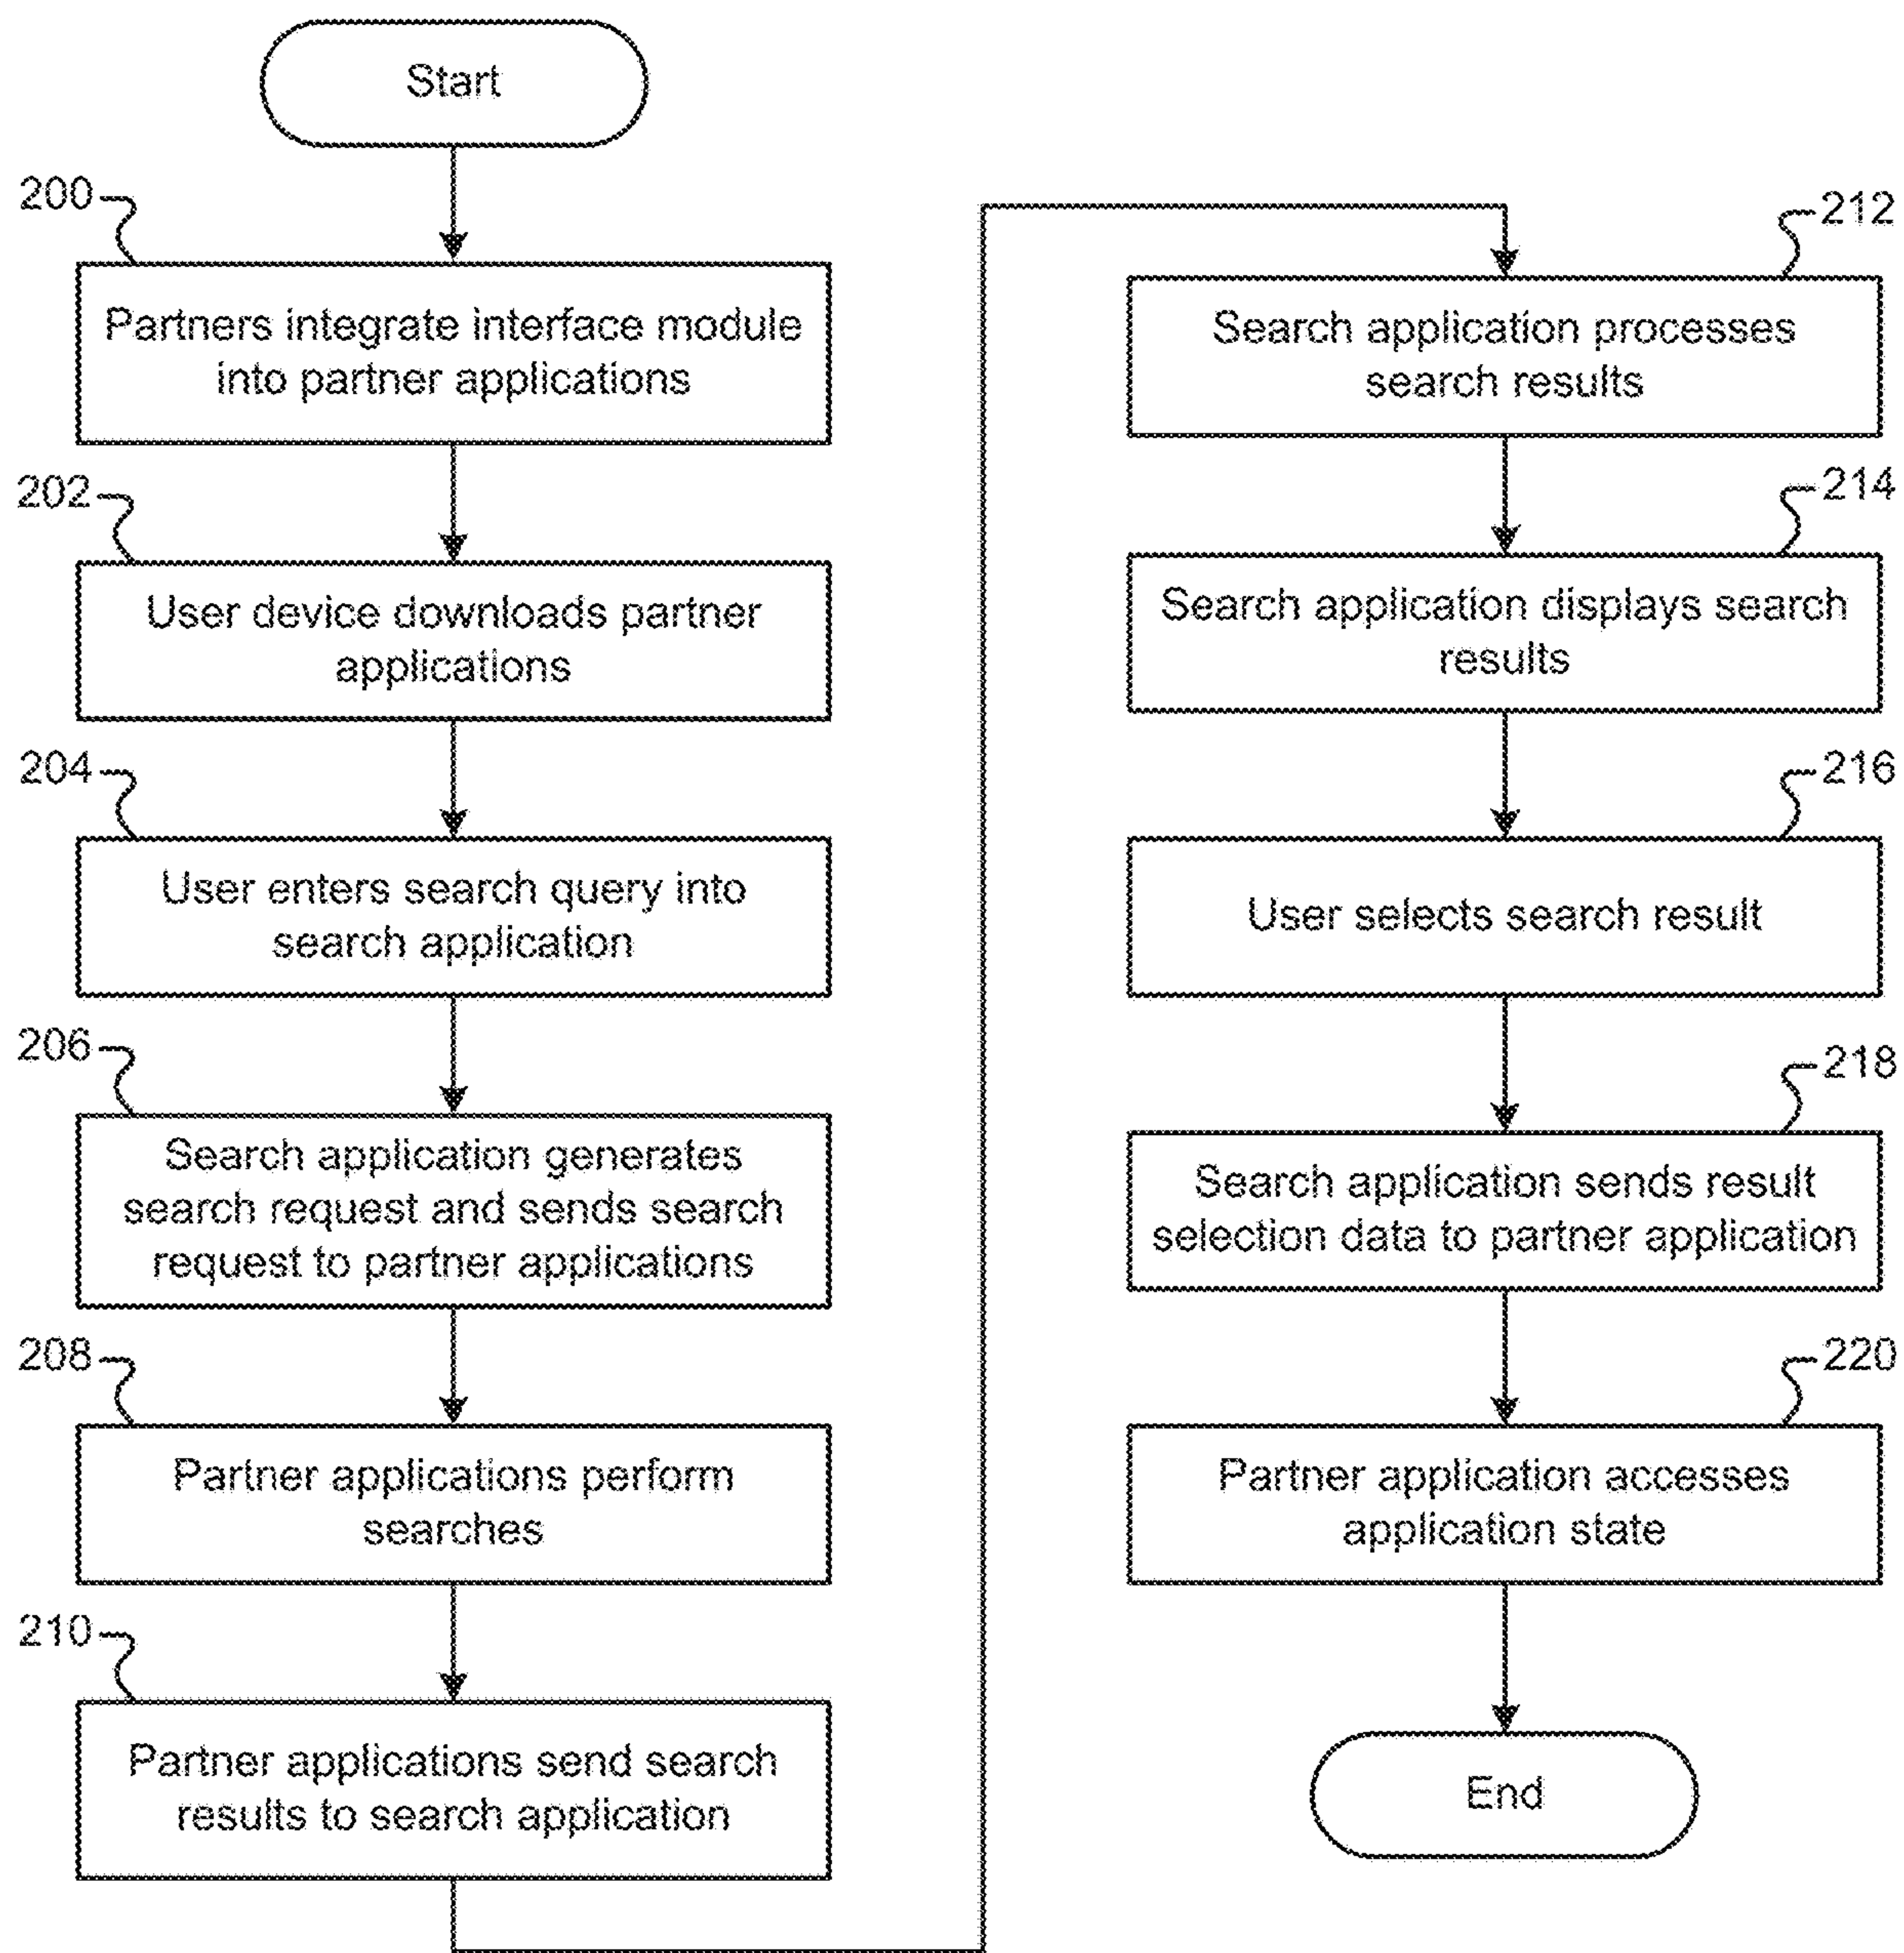 Start
200
Partners integrate interface module
into partner applications
202
User device downloads partner
applications
204
User enters search query into
search application
206
Search application generates
search request and sends search
request to partner applications
208
Partner applications perform
searches
210
Partner applications send search
results to search application
212
Search application processes
search results
214
Search application displays search
results
216
User selects search result
218
Search application sends result
selection data to partner application
220
Partner application accesses
application state
End